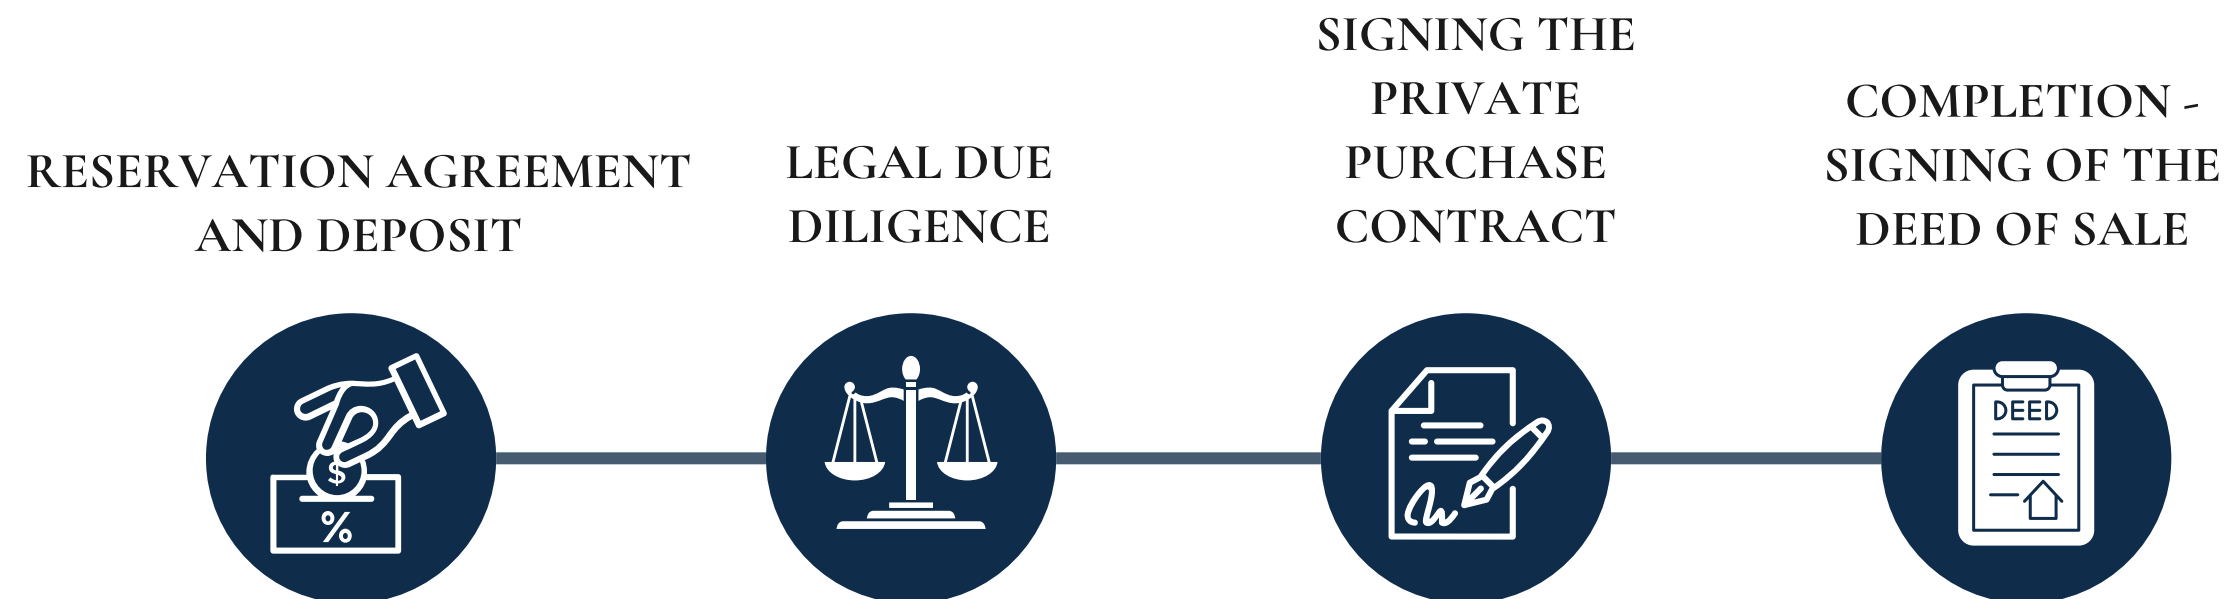 RESERVATION AGREEMENT
AND DEPOSIT
LEGAL DUE
DILIGENCE
SIGNING THE
PRIVATE
PURCHASE
CONTRACT
COMPLETION -
SIGNING OF THE
DEED OF SALE
$
%
DEED